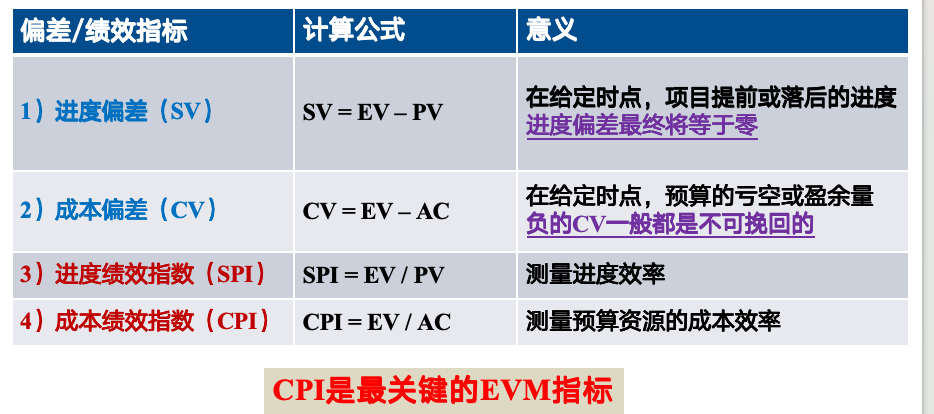 偏差/绩效指标
计算公式
意义
1）进度偏差（SV）
SV = EV – PV
在给定时点，项目提前或落后的进度
进度偏差最终将等于零
2）成本偏差（CV）
CV = EV – AC
在给定时点，预算的亏空或盈余量
负的CV一般都是不可挽回的
3）进度绩效指数（SPI）
SPI = EV / PV
测量进度效率
4）成本绩效指数（CPI）
CPI = EV / AC
测量预算资源的成本效率
CPI是最关键的EVM指标